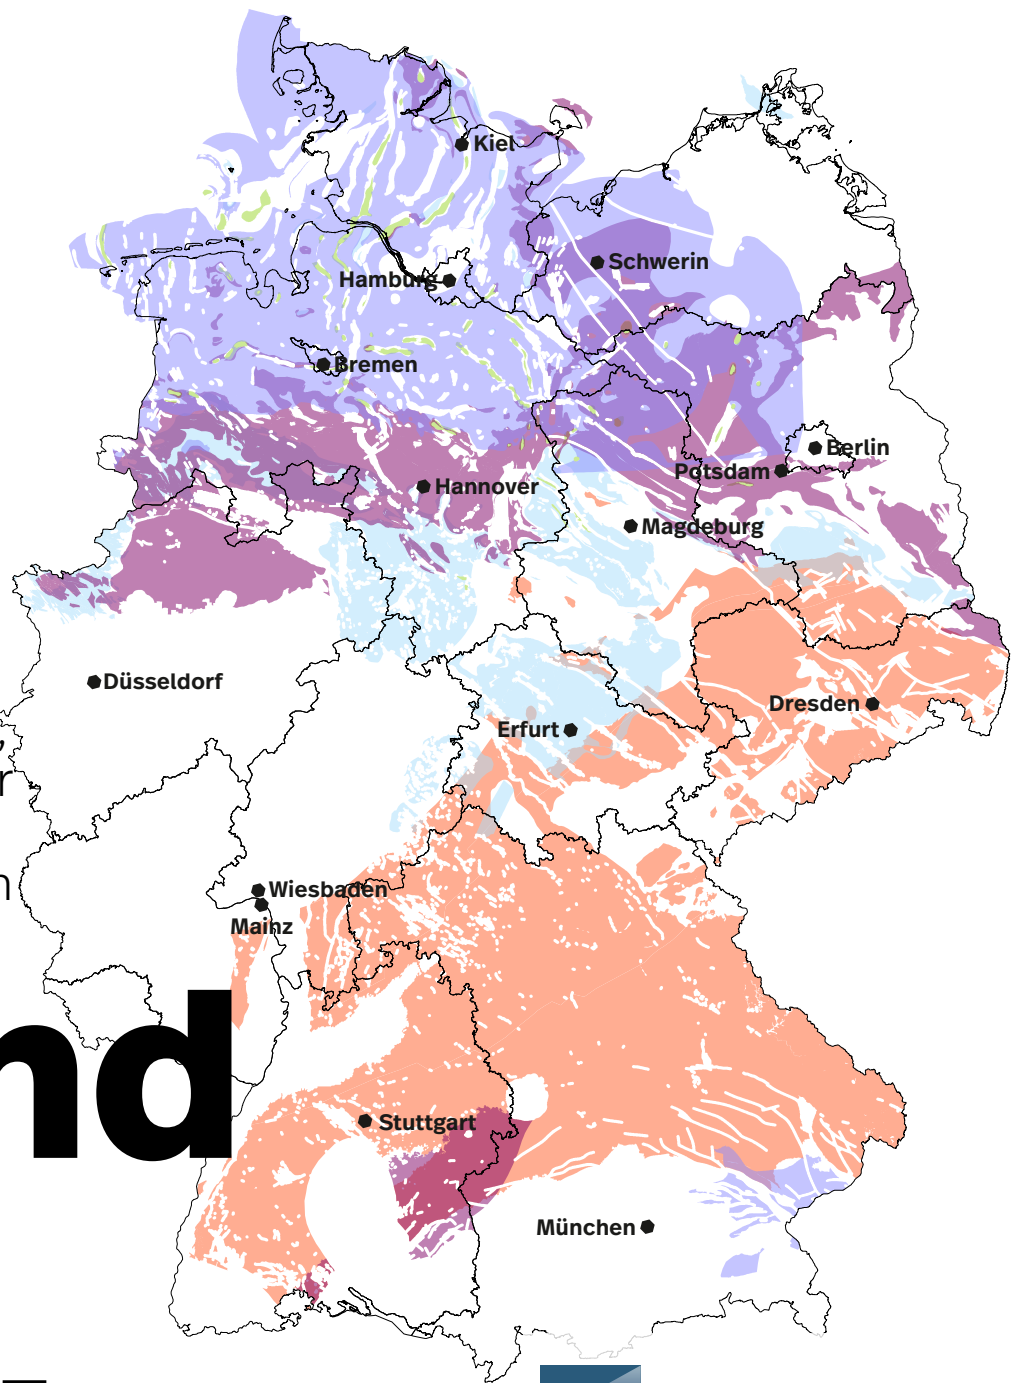 Kiel
Schwerin
Hamburg
Bremen
Berlin
Potsdam
Hannover
Magdeburg
Düsseldorf
Dresden
Erfurt
r
n
Wiesbaden
Mainz
nd
Stuttgart
München